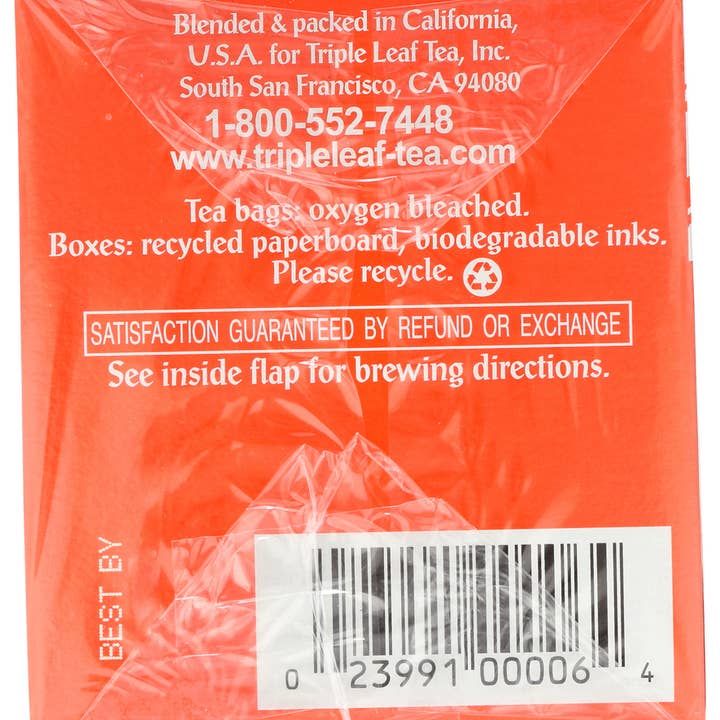 Blended & packed in California,
U.S.A. for Triple Leaf Tea, Inc.
South San Francisco, CA 94080
1-800-552-7448
www.tripleleaf-tea.com
Tea bags: oxygen bleached.
Boxes: recycled paperboard, biodegradable inks.
Please recycle.
SATISFACTION GUARANTEED BY REFUND OR EXCHANGE
See inside flap for brewing directions.
BEST BY
0 23991 00006 4